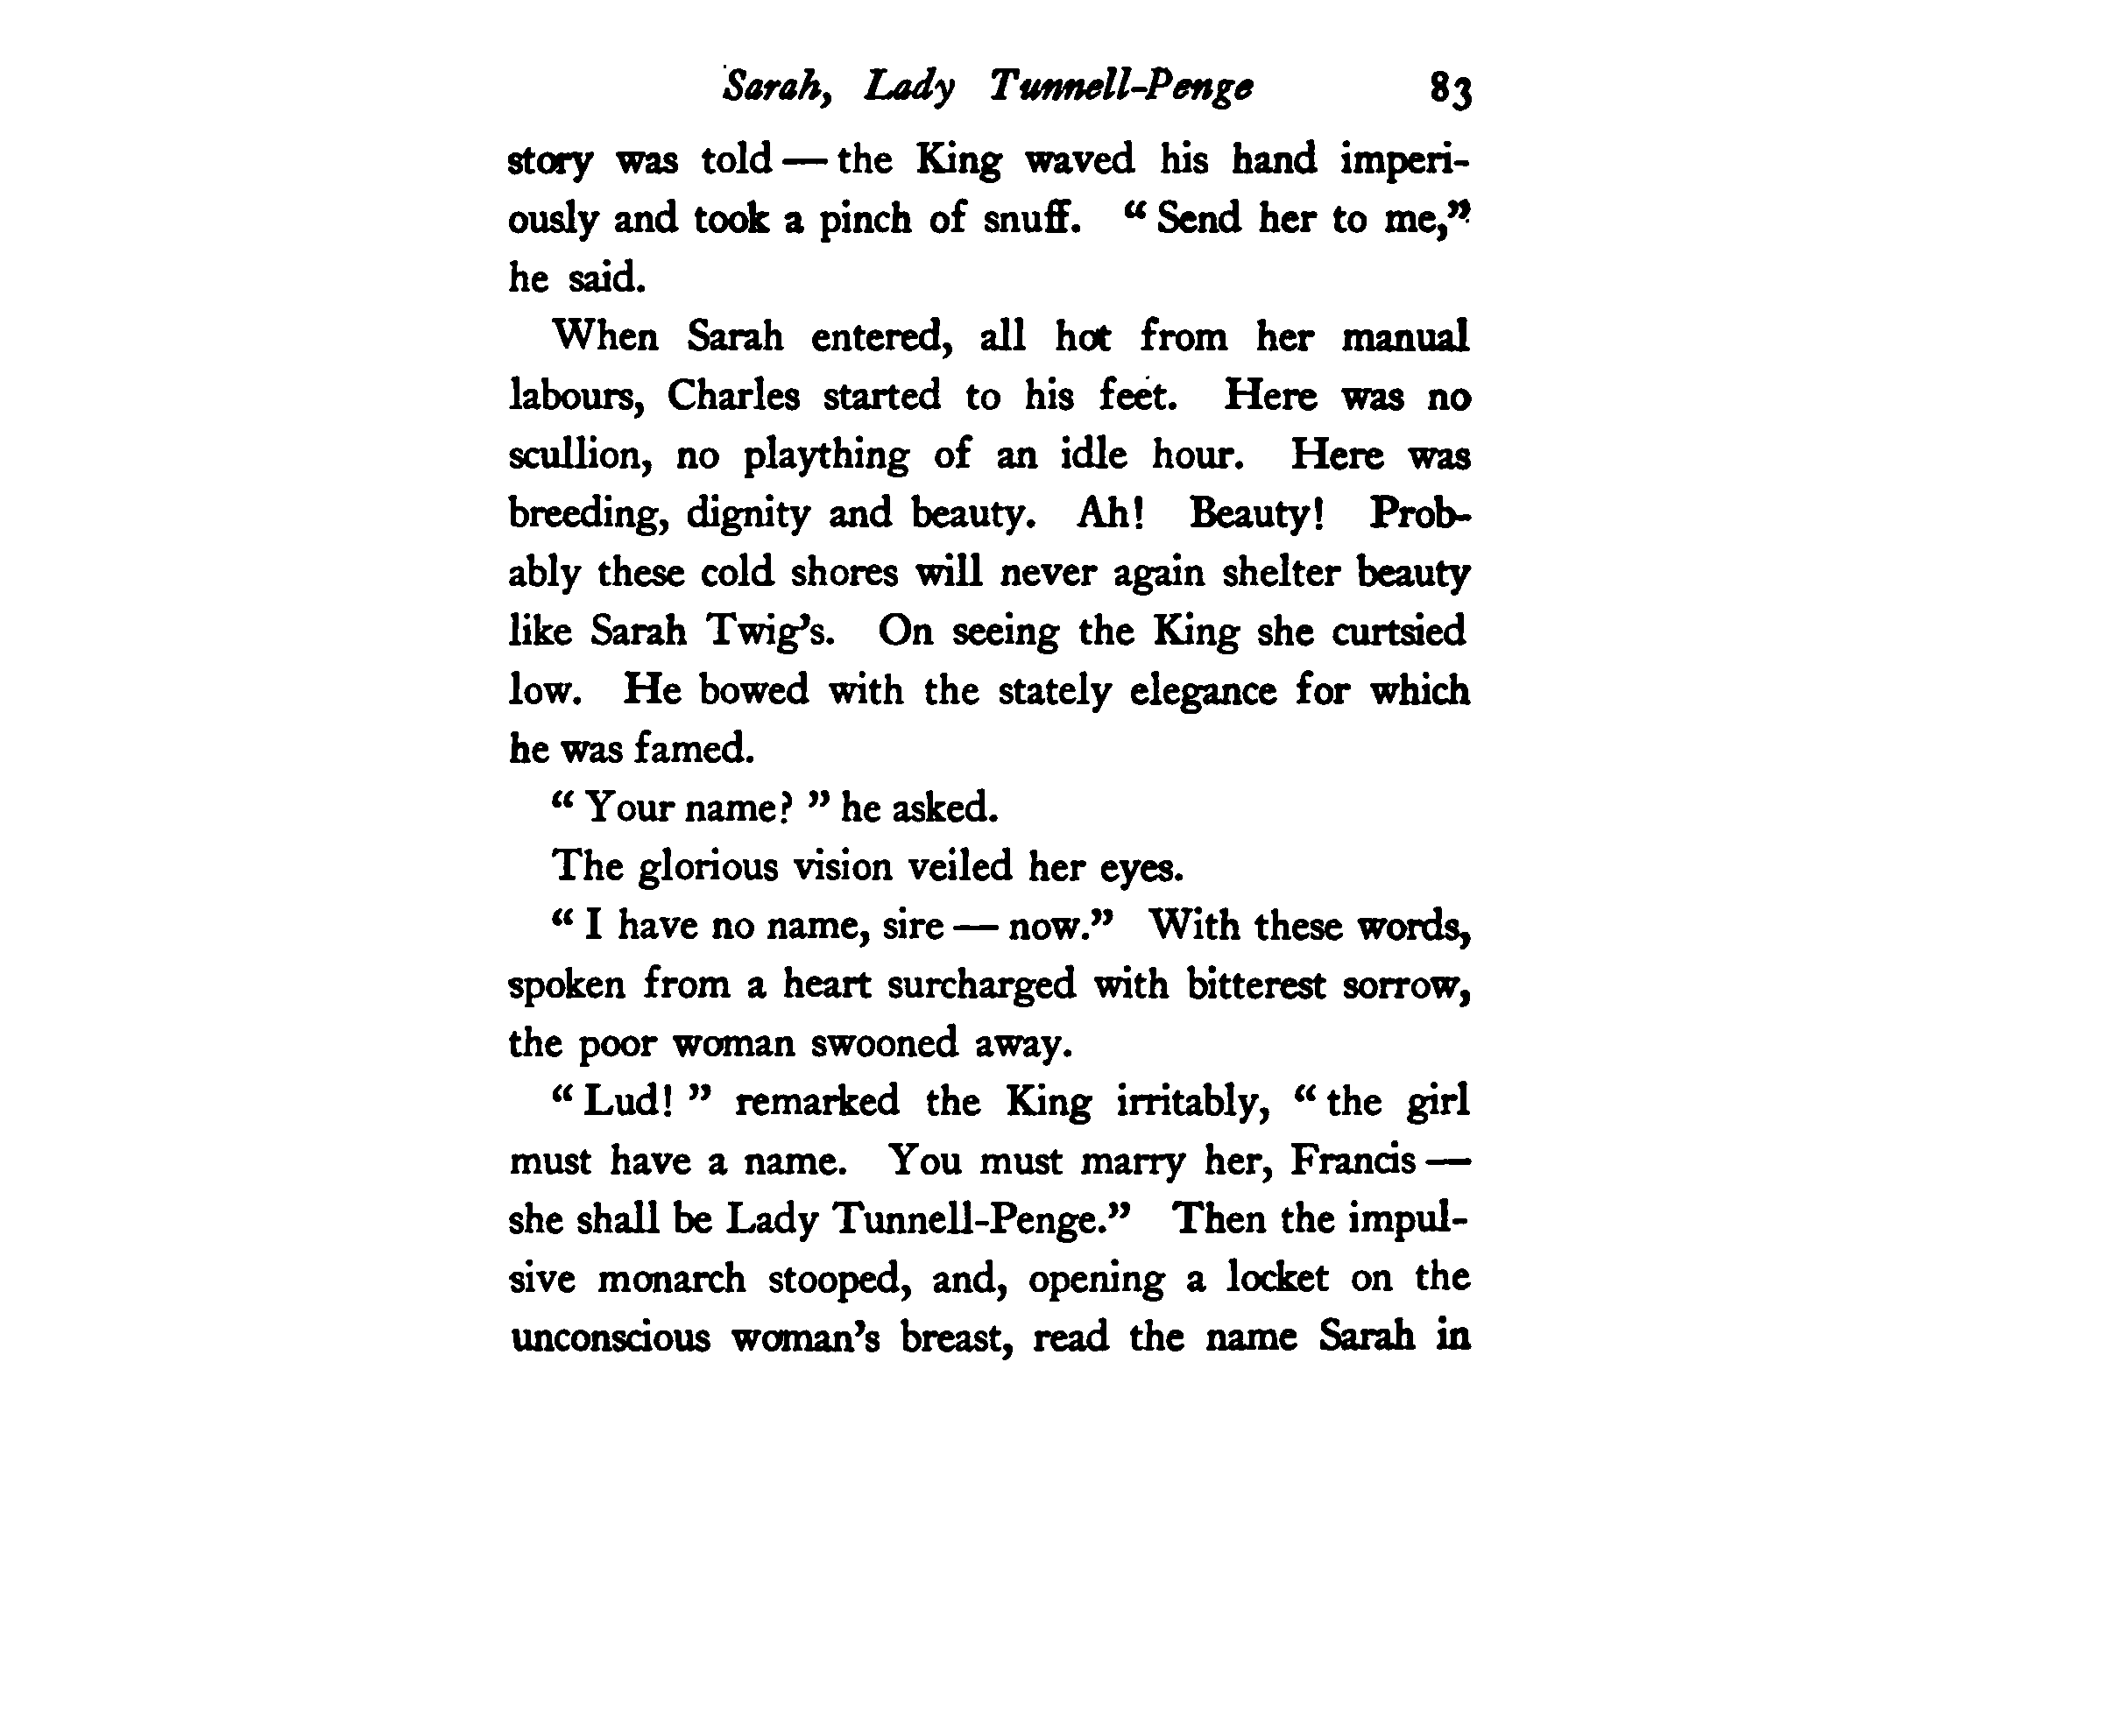 Sarah, Lady Tunnell-Penge 83
story was told — the King waved his hand imperi-
ously and took a pinch of snuff. “ Send her to me,”
he said.
When Sarah entered, all hot from her manual
labours, Charles started to his feet. Here was no
scullion, no plaything of an idle hour. Here was
breeding, dignity and beauty. Ah! Beauty! Prob-
ably these cold shores will never again shelter beauty
like Sarah Twig’s. On seeing the King she curtsied
low. He bowed with the stately elegance for which
he was famed.
“ Your name? ” he asked.
The glorious vision veiled her eyes.
“ I have no name, sire — now.” With these words,
spoken from a heart surcharged with bitterest sorrow,
the poor woman swooned away.
“ Lud! ” remarked the King irritably, “ the girl
must have a name. You must marry her, Francis —
she shall be Lady Tunnell-Penge.” Then the impul-
sive monarch stooped, and, opening a locket on the
unconscious woman’s breast, read the name Sarah in